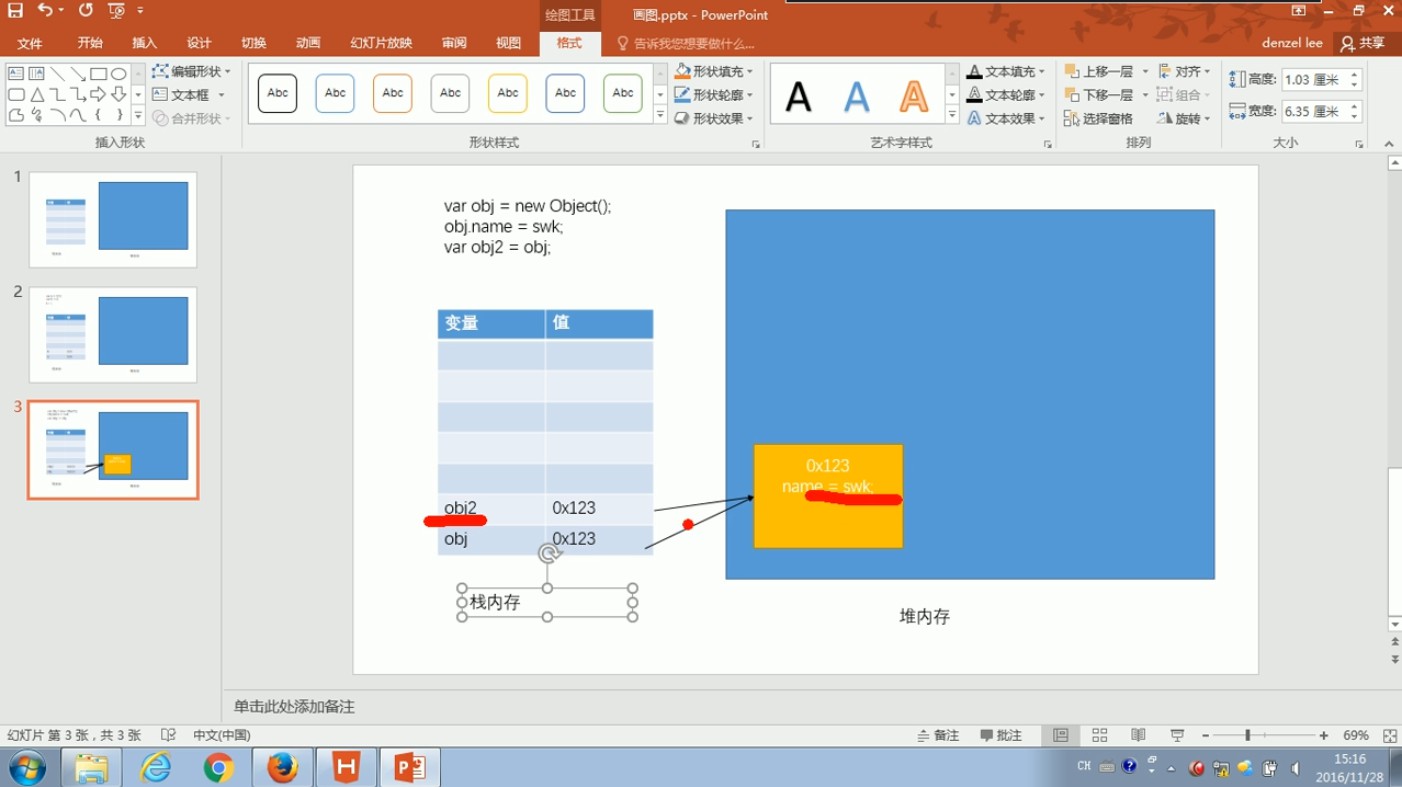 绘图工具
画图.pptx - PowerPoint
文件
开始
插入
设计
切换
动画
幻灯片放映
审阅
视图
格式
告诉我您想要做什么...
denzel lee
共享
编辑形状
文本框
合并形状
插入形状
Abc
Abc
Abc
Abc
Abc
Abc
Abc
形状填充
形状轮廓
形状效果
形状样式
A
A
A
文本填充
文本轮廓
文本效果
艺术字样式
上移一层
下移一层
选择窗格
对齐
组合
旋转
排列
高度: 1.03 厘米
宽度: 6.35 厘米
大小
1
2
3
var obj = new Object();
obj.name = swk;
var obj2 = obj;
变量 值
obj2 0x123
obj 0x123
栈内存
0x123
name = swk;
堆内存
单击此处添加备注
幻灯片 第 3 张，共 3 张
中文(中国)
备注
批注
69%
CH
15:16
2016/11/28